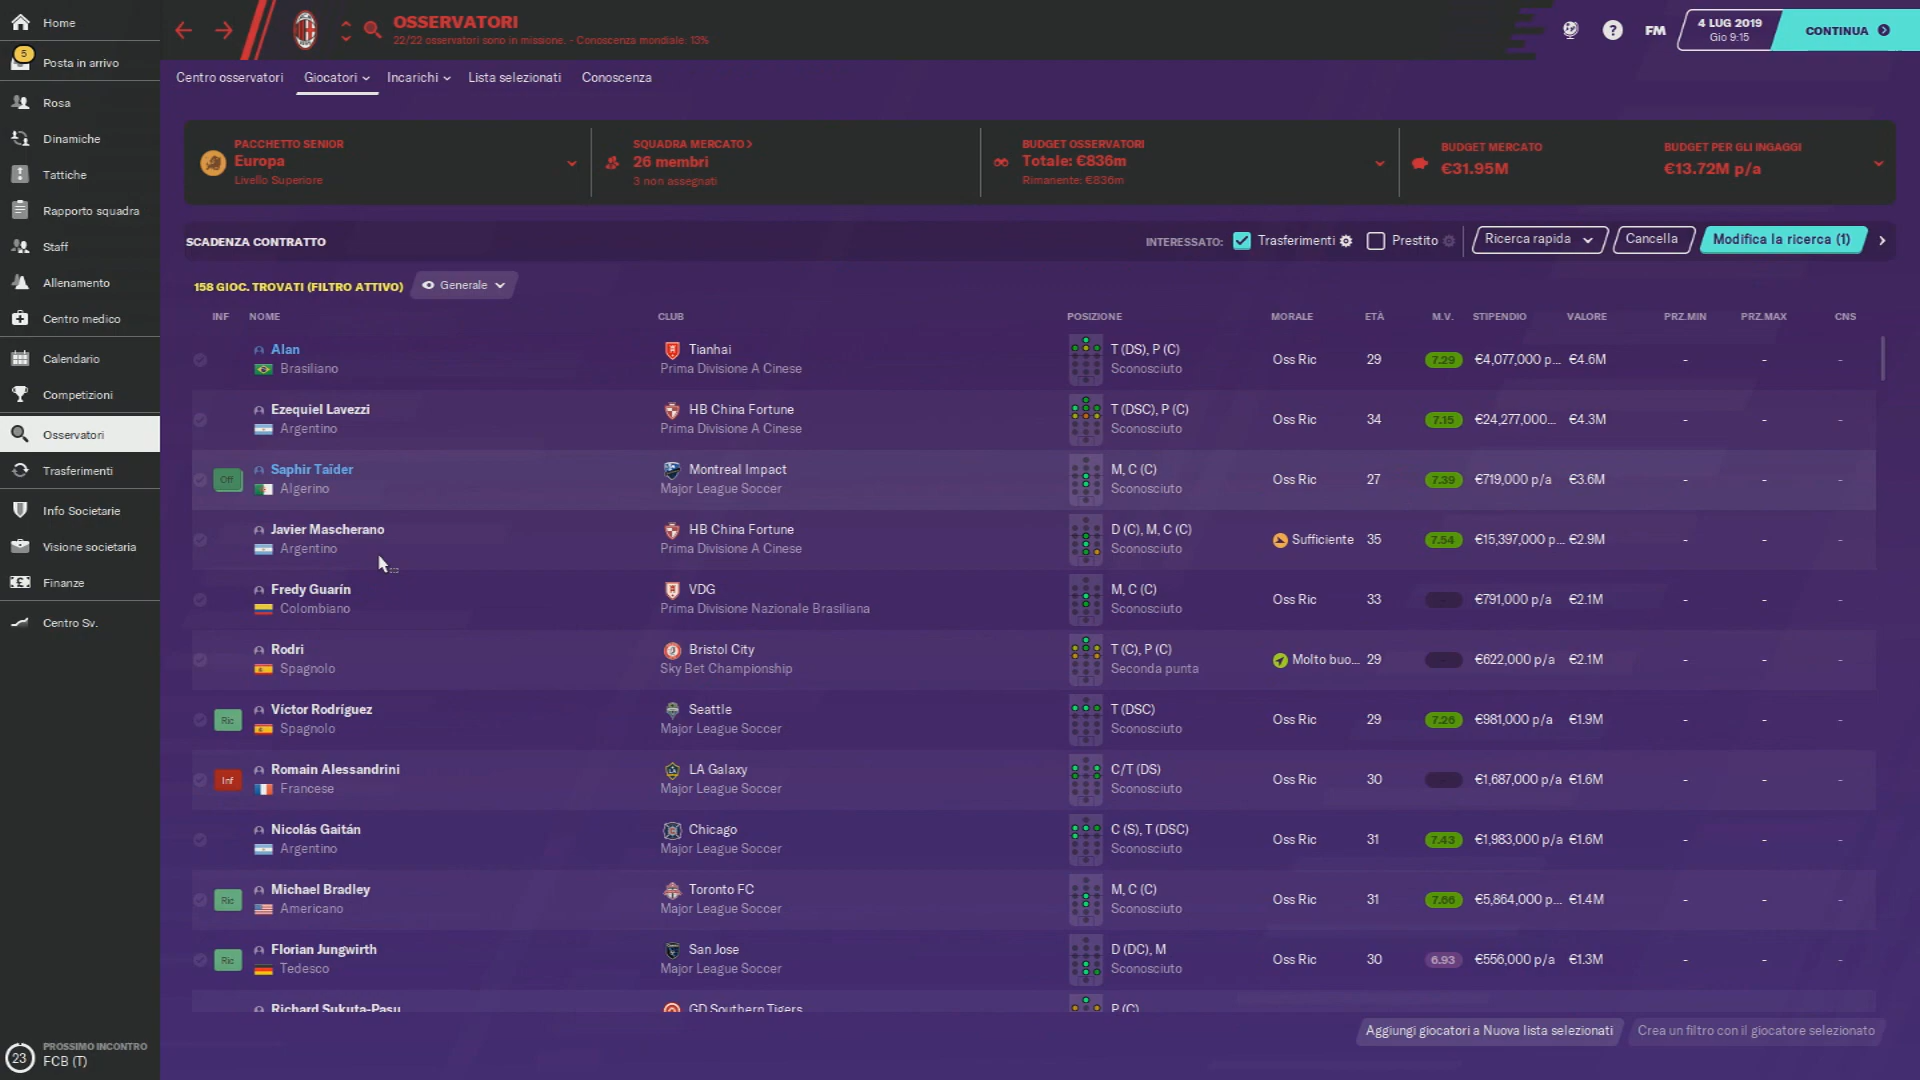 Home
5
Posta in arrivo
Rosa
Dinamiche
Tattiche
Rapporto squadra
Staff
Allenamento
Centro medico
Calendario
Competizioni
Osservatori
Trasferimenti
Info Societarie
Visione societaria
Finanze
Centro Sv.
23
PROSSIMO INCONTRO
FCB (T)
OSSERVATORI
22/22 osservatori sono in missione. - Conoscenza mondiale: 13%
FM
4 LUG 2019
Gio 9:15
CONTINUA
Centro osservatori Giocatori Incarichi Lista selezionati Conoscenza
PACCHETTO SENIOR
Europa
Livello Superiore
SQUADRA MERCATO >
26 membri
3 non assegnati
BUDGET OSSERVATORI
Totale: €836m
Rimanente: €836m
BUDGET MERCATO
€31.95M
BUDGET PER GLI INGAGGI
€13.72M p/a
SCADENZA CONTRATTO
INTERESSATO: Trasferimenti Prestito Ricerca rapida Cancella Modifica la ricerca (1)
158 GIOC. TROVATI (FILTRO ATTIVO) Generale
INF NOME CLUB POSIZIONE MORALE ETÀ M.V. STIPENDIO VALORE PRZ.MIN PRZ.MAX CNS
Alan Tianhai T (DS), P (C)
Oss Ric 29 7.29 €4,077,000 p... €4.6M - - -
Brasiliano Prima Divisione A Cinese Sconosciuto
Ezequiel Lavezzi HB China Fortune T (DSC), P (C)
Oss Ric 34 7.15 €24,277,000... €4.3M - - -
Argentino Prima Divisione A Cinese Sconosciuto
Saphir Taïder Montreal Impact M, C (C)
Off Oss Ric 27 7.39 €719,000 p/a €3.6M - - -
Algerino Major League Soccer Sconosciuto
Javier Mascherano HB China Fortune D (C), M, C (C)
Sufficiente 35 7.54 €15,397,000 p... €2.9M - - -
Argentino Prima Divisione A Cinese Sconosciuto
Fredy Guarín VDG M, C (C)
Oss Ric 33 - €791,000 p/a €2.1M - - -
Colombiano Prima Divisione Nazionale Brasiliana Sconosciuto
Rodri Bristol City T (C), P (C)
Molto buo... 29 - €622,000 p/a €2.1M - - -
Spagnolo Sky Bet Championship Seconda punta
Víctor Rodríguez Seattle T (DSC)
Ric Oss Ric 29 7.26 €981,000 p/a €1.9M - - -
Spagnolo Major League Soccer Sconosciuto
Romain Alessandrini LA Galaxy C/T (DS)
Inf Oss Ric 30 - €1,687,000 p/a €1.6M - - -
Francese Major League Soccer Sconosciuto
Nicolás Gaitán Chicago C (S), T (DSC)
Oss Ric 31 7.43 €1,983,000 p/a €1.6M - - -
Argentino Major League Soccer Sconosciuto
Michael Bradley Toronto FC M, C (C)
Ric Oss Ric 31 7.66 €5,864,000 p... €1.4M - - -
Americano Major League Soccer Sconosciuto
Florian Jungwirth San Jose D (DC), M
Ric Oss Ric 30 6.93 €556,000 p/a €1.3M - - -
Tedesco Major League Soccer Sconosciuto
Richard Sukuta-Pasu GD Southern Tigers P (C)
Aggiungi giocatori a Nuova lista selezionati Crea un filtro con il giocatore selezionato